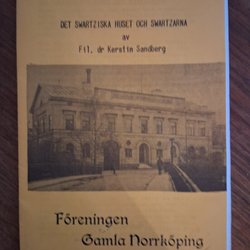 DET SWARTZISKA HUSET OCH SWARTZARNA
av
Fil. dr Kerstin Sandberg
Föreningen
Gamla Norrköping